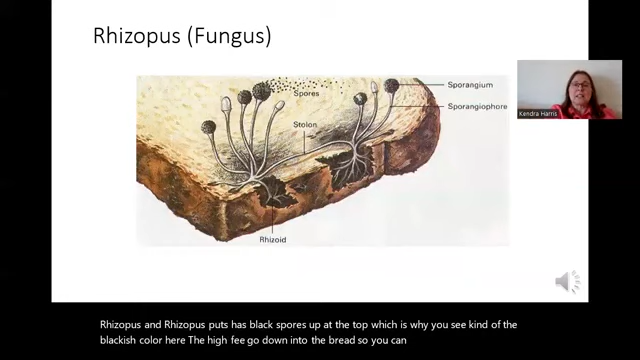 Rhizopus (Fungus)
Sporangium
Spores
Sporangiophore
Kendra Harris
Stolon
Rhizoid
Rhizopus and Rhizopus puts has black spores up at the top which is why you see kind of the
blackish color here The high fee go down into the bread so you can